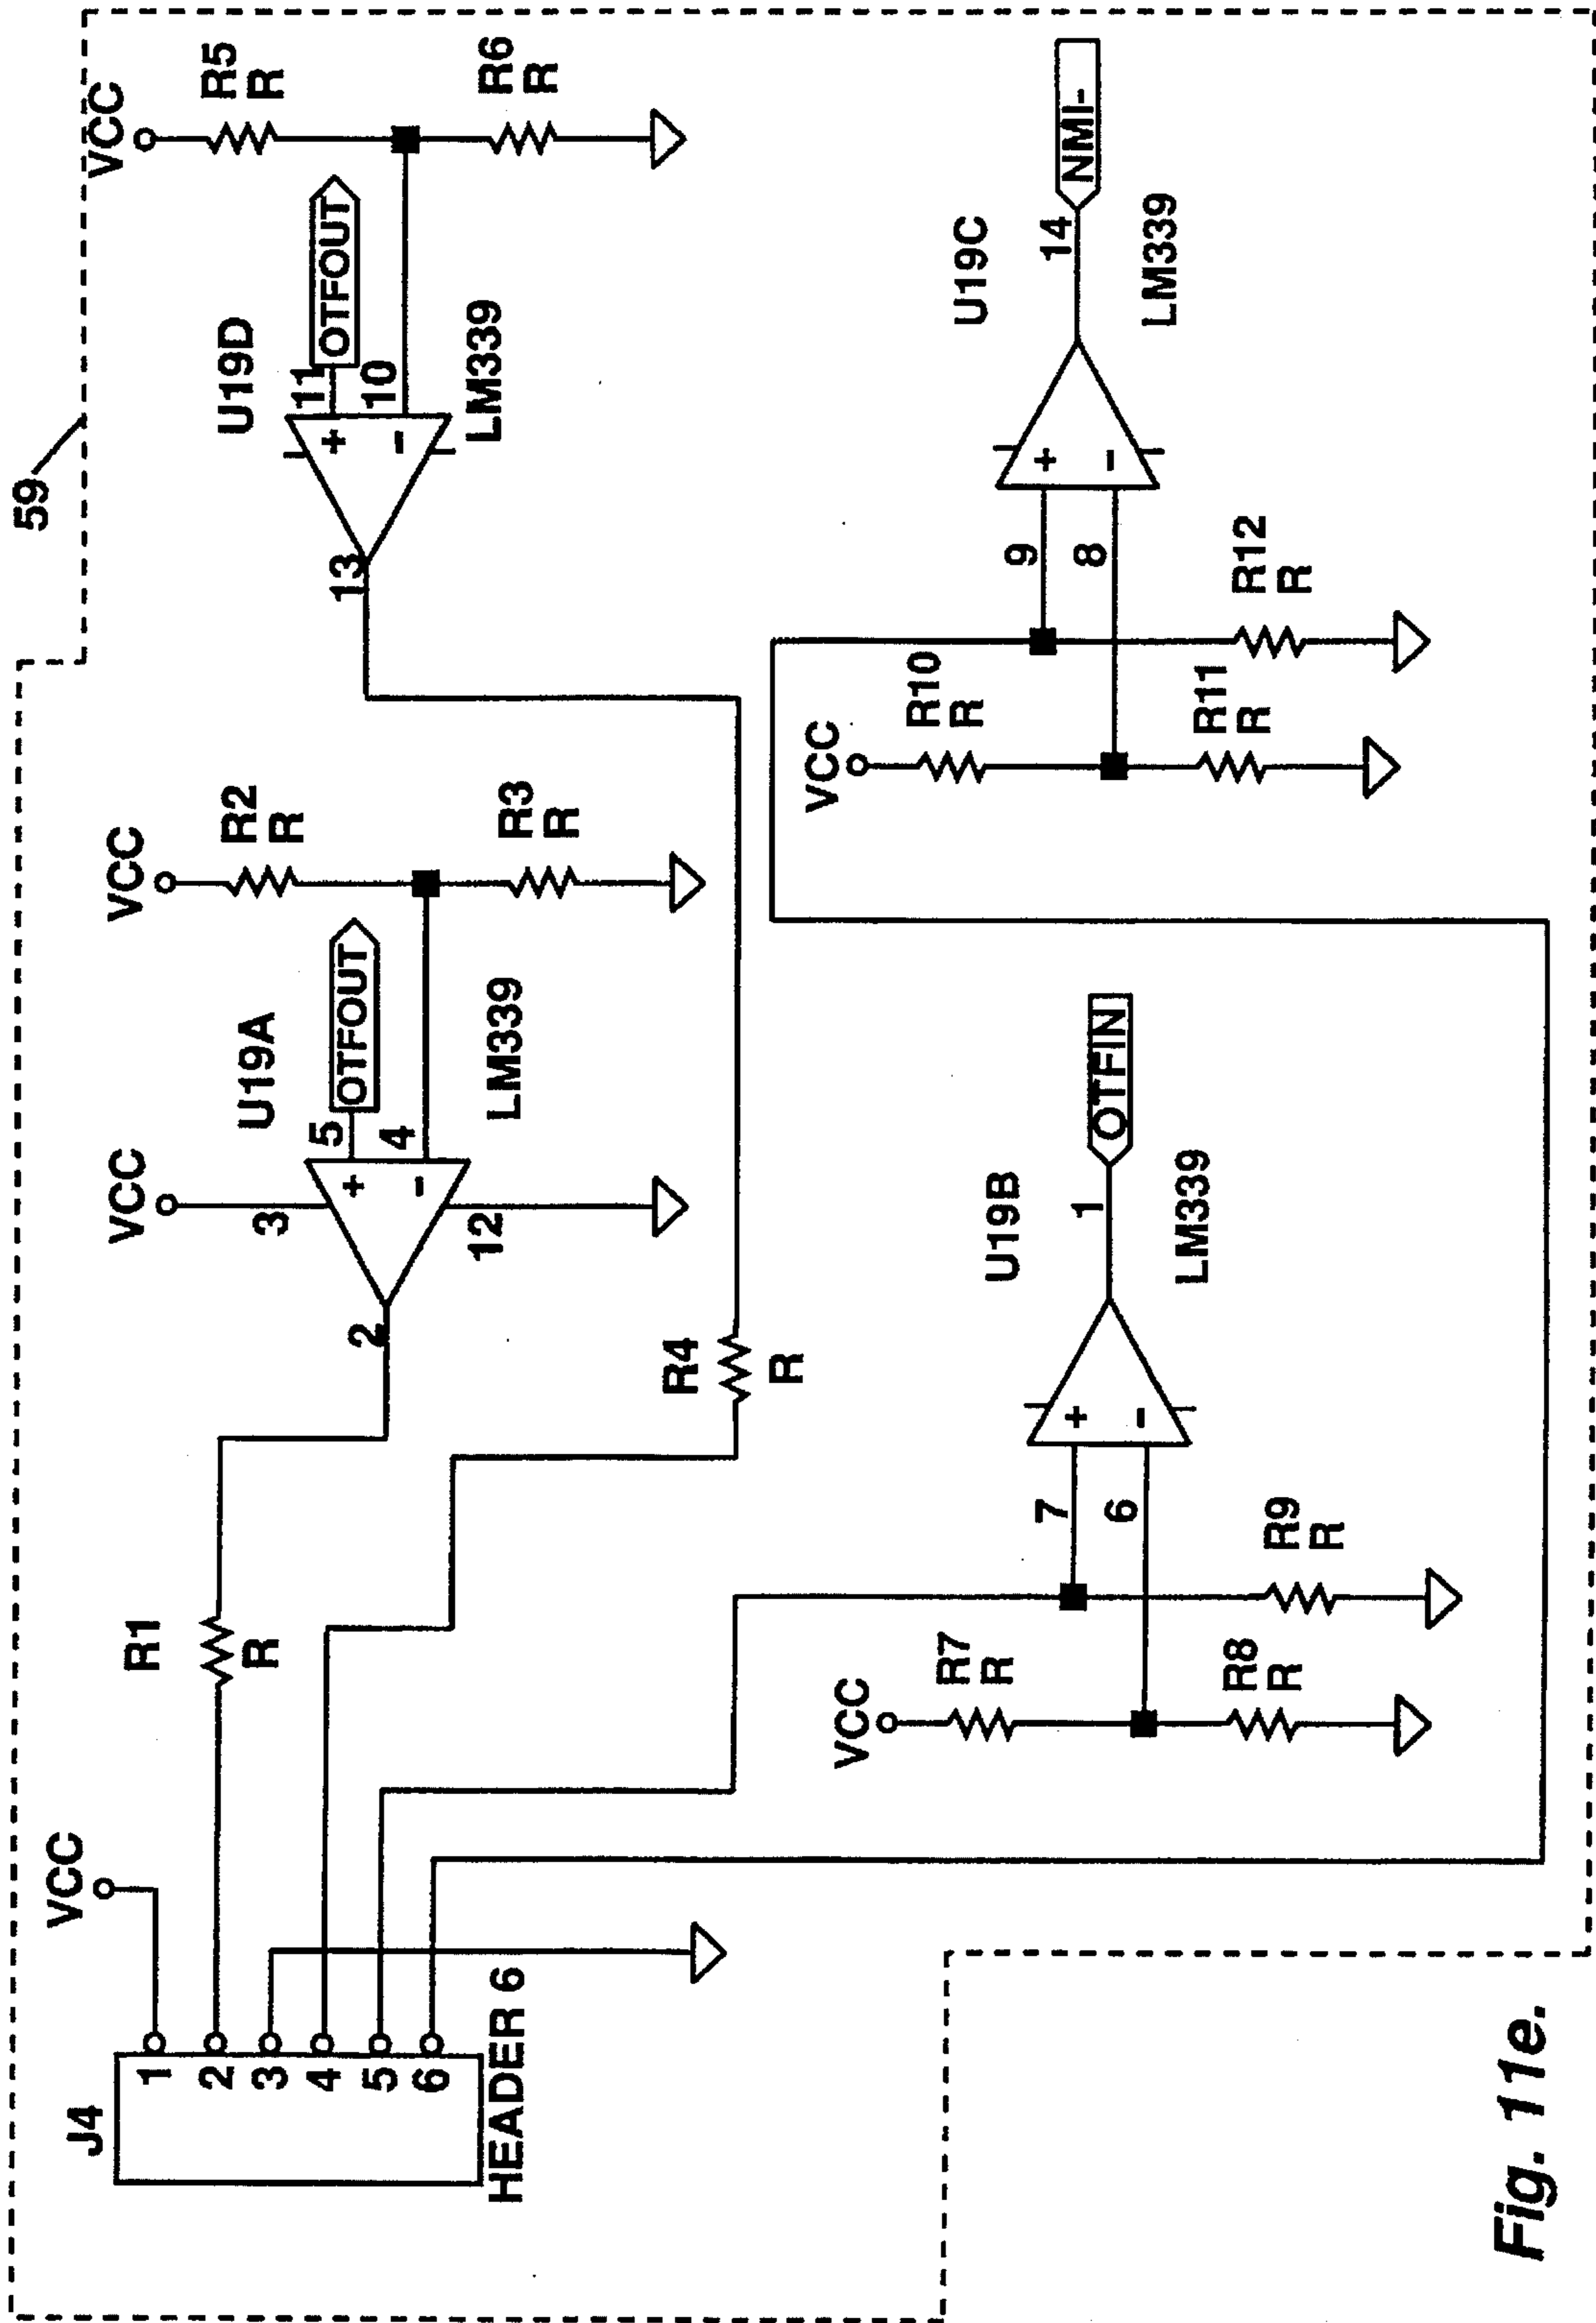 59
J4
1
2
3
4
5
6
HEADER 6
VCC
R1
R
VCC
3
2
12
U19A
5
4
+
-
OTFOUT
LM339
VCC
R2
R
R3
R
R4
R
13
U19D
11
10
+
-
OTFOUT
LM339
VCC
R5
R
R6
R
VCC
R7
R
R8
R
R9
R
7
6
+
-
U19B
1
LM339
OTFIN
VCC
R10
R
R11
R
R12
R
9
8
+
-
U19C
14
LM339
NMI-
Fig. 11e.